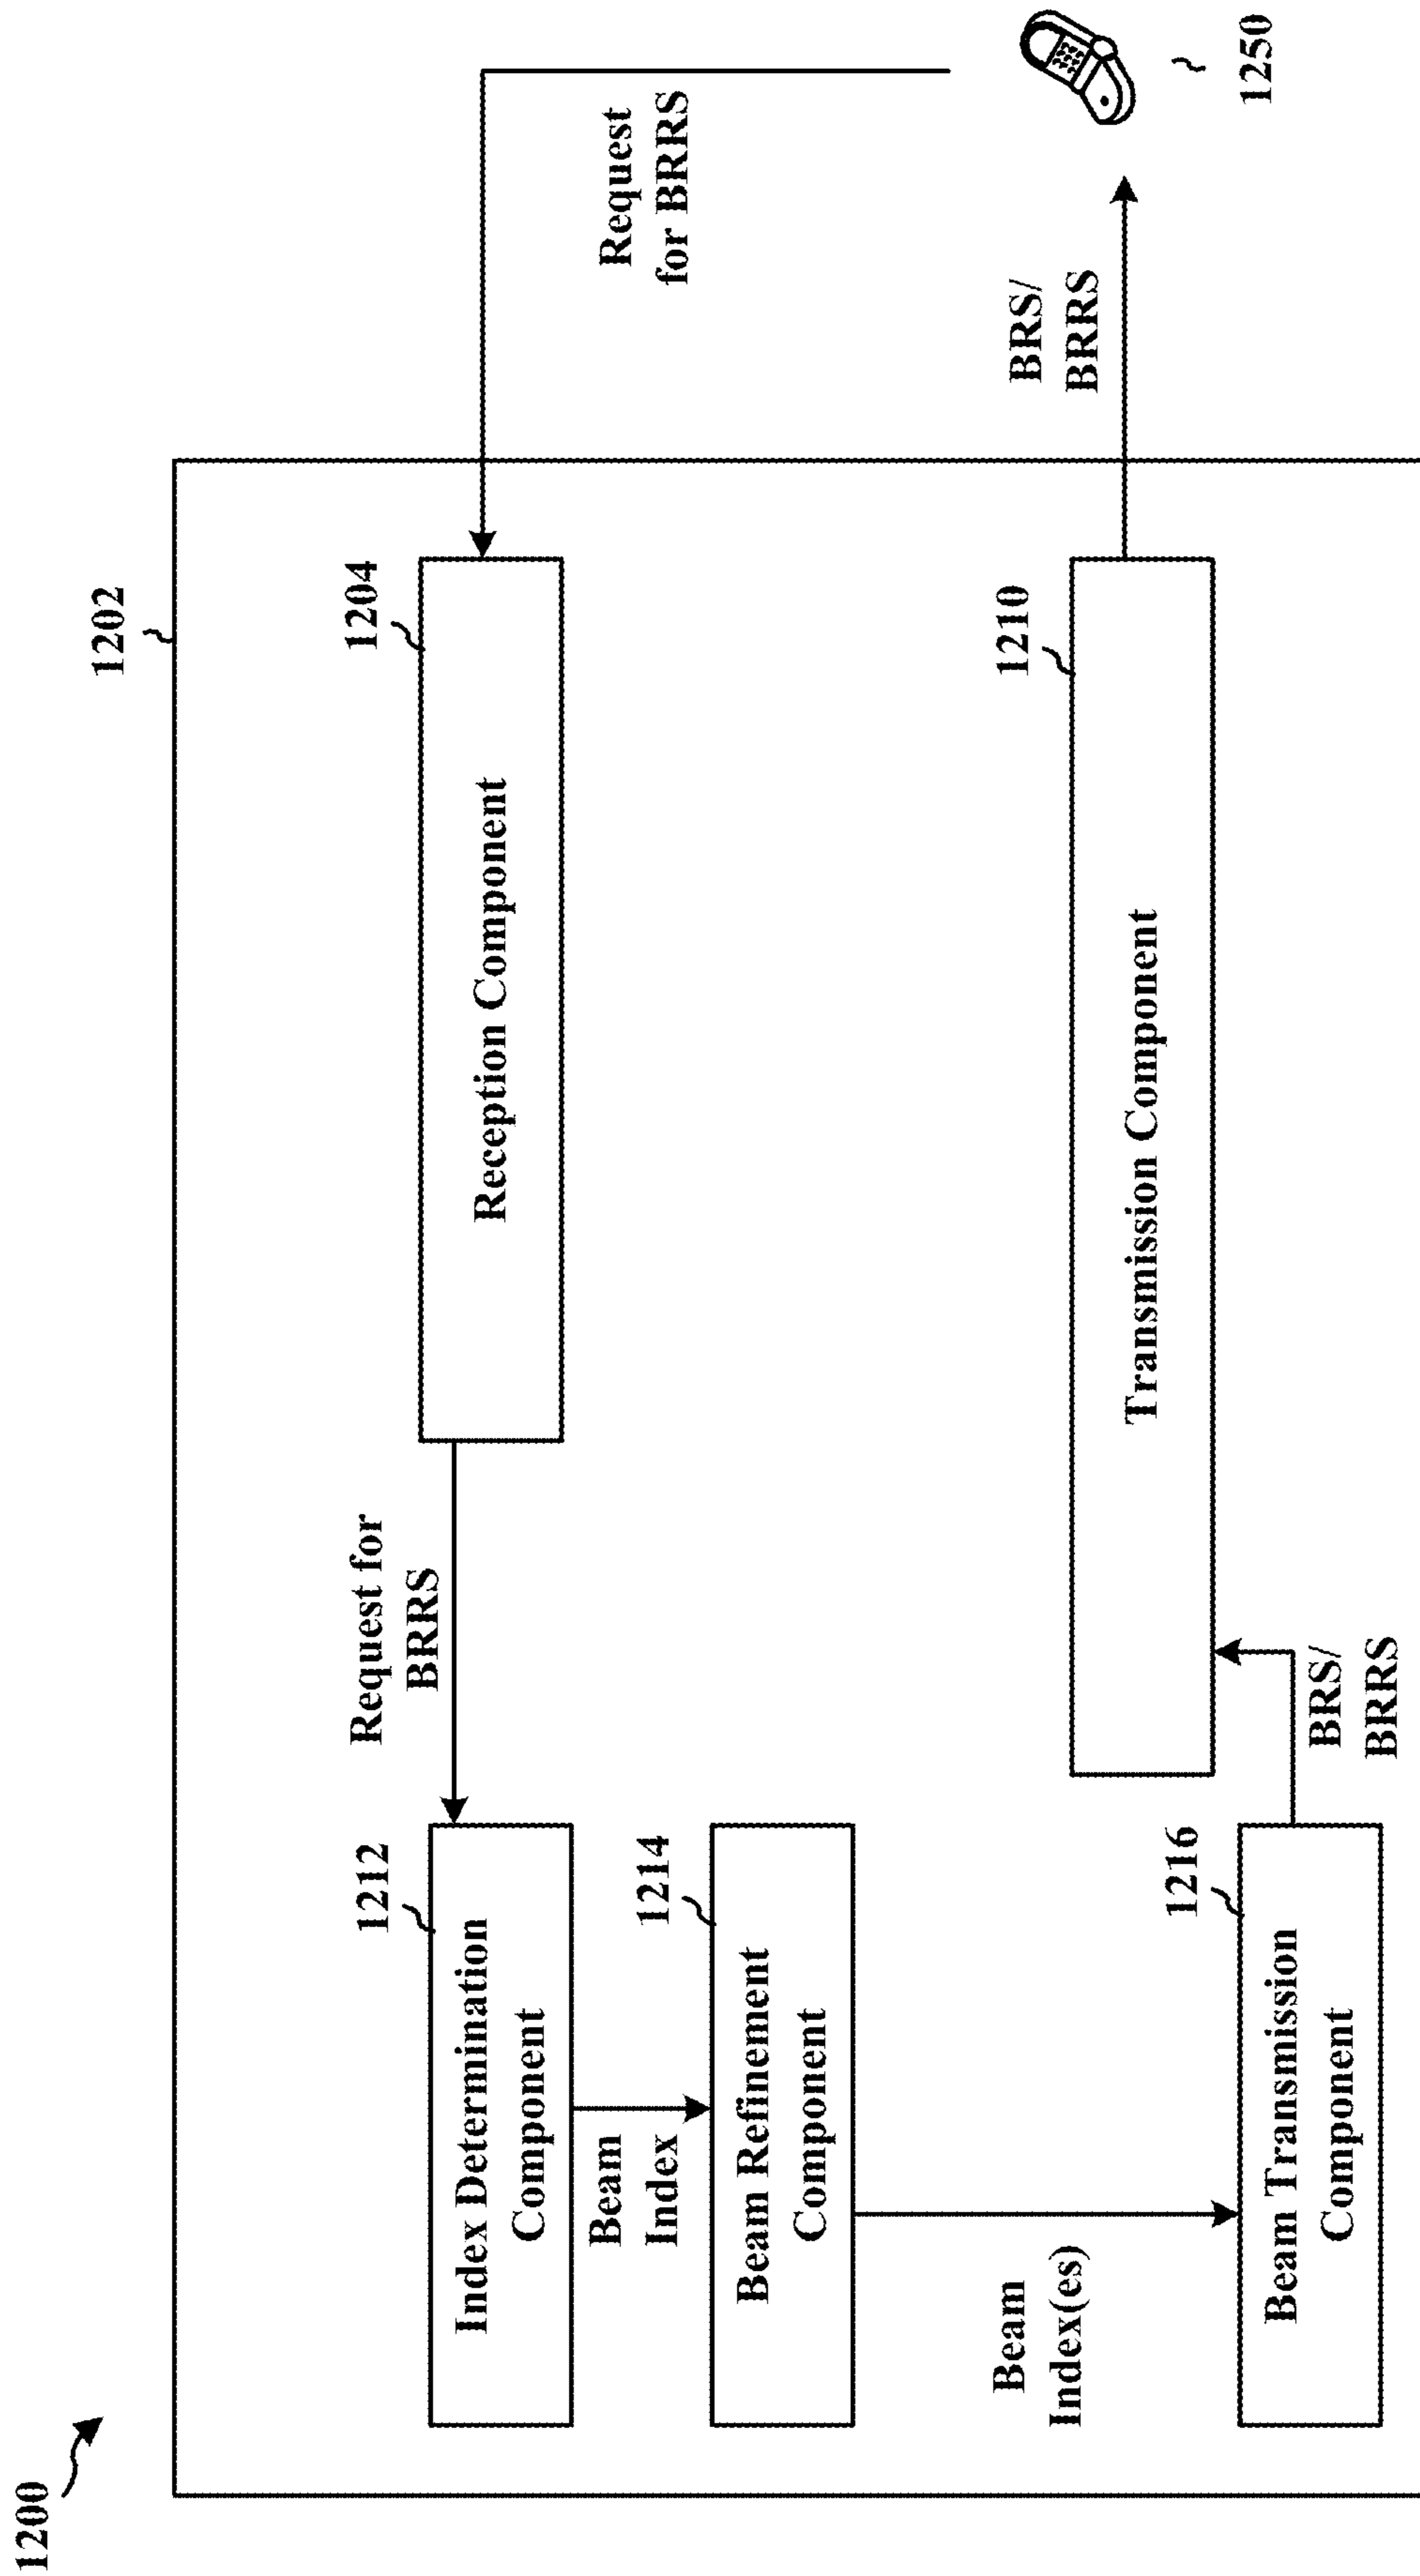 1200
1202
1212
Index Determination
Component
Request for
BRRS
1204
Reception Component
Request
for BRRS
Beam
Index
1214
Beam Refinement
Component
Beam
Index(es)
1210
Transmission Component
BRS/
BRRS
1250
1216
Beam Transmission
Component
BRS/
BRRS